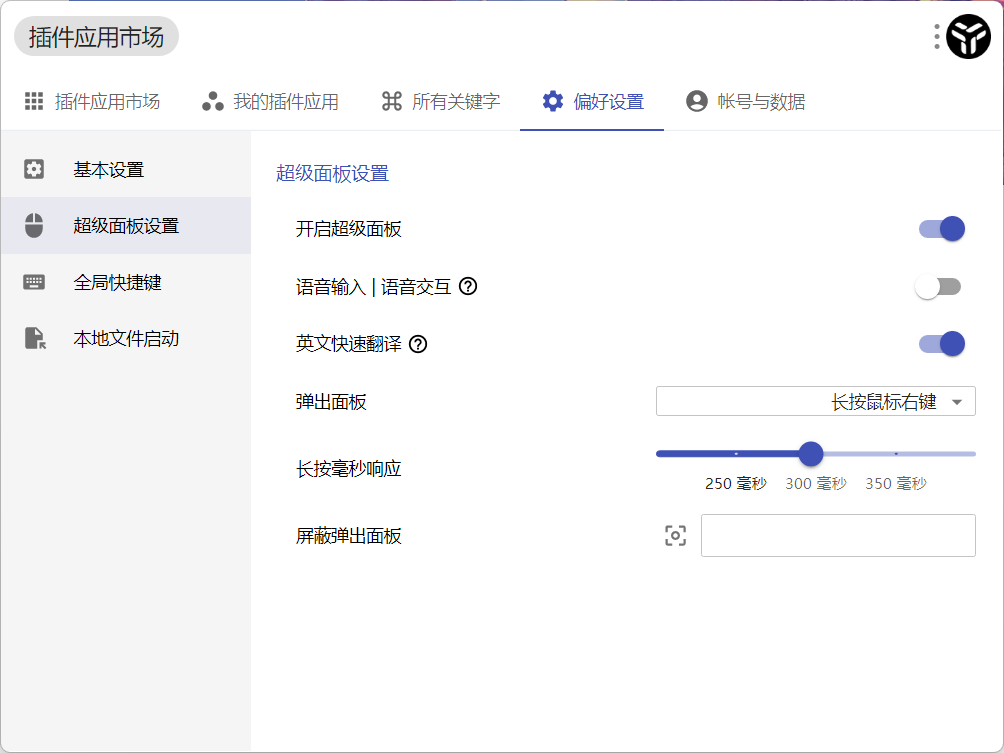 插件应用市场
插件应用市场 我的插件应用 所有关键字 偏好设置 帐号与数据
基本设置
超级面板设置
全局快捷键
本地文件启动
超级面板设置
开启超级面板
语音输入 | 语音交互
英文快速翻译
弹出面板 长按鼠标右键
长按毫秒响应
250 毫秒 300 毫秒 350 毫秒
屏蔽弹出面板